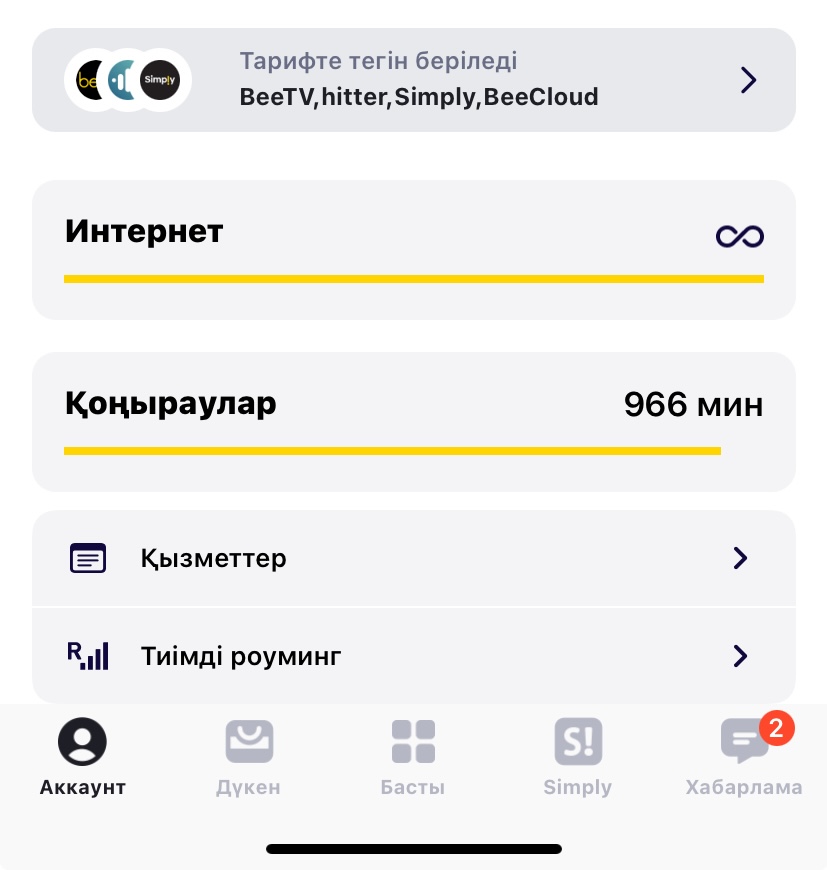 be
Simply
Тарифте тегін беріледі
BeeTV,hitter,Simply,BeeCloud
Интернет
Қоңыраулар
966 мин
Қызметтер
R
Тиімді роуминг
S!
2
Аккаунт
Дүкен
Басты
Simply
Хабарлама